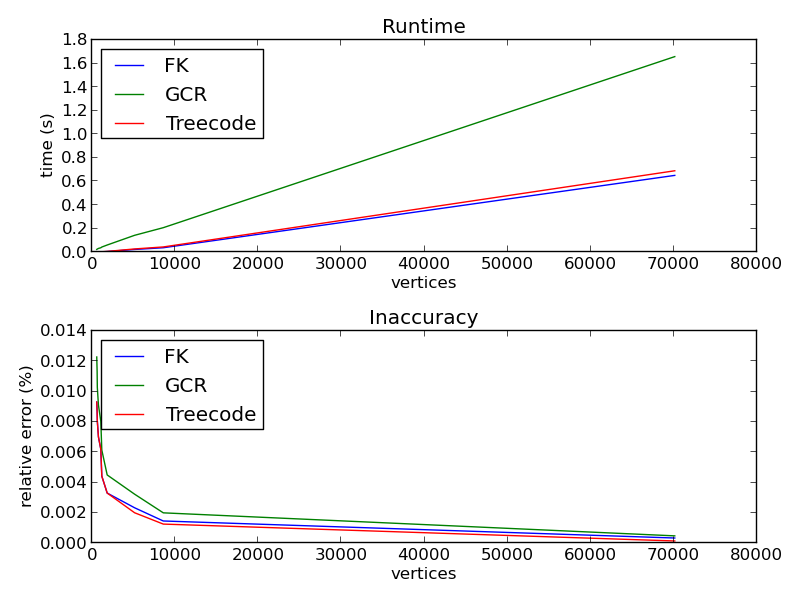 Runtime
1.8
1.6
1.4
1.2
1.0
0.8
0.6
0.4
0.2
0.0
time (s)
FK
GCR
Treecode
0 10000 20000 30000 40000 50000 60000 70000 80000
vertices
Inaccuracy
0.014
0.012
0.010
0.008
0.006
0.004
0.002
0.000
relative error (%)
FK
GCR
Treecode
0 10000 20000 30000 40000 50000 60000 70000 80000
vertices